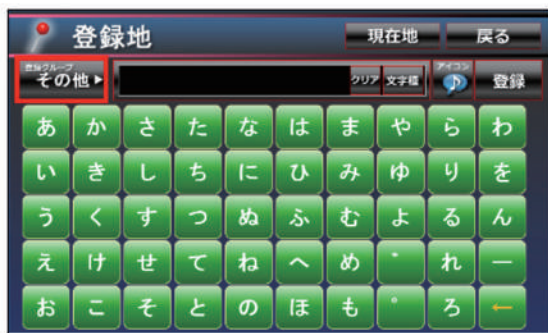 登録地 現在地 戻る
登録グループ アイコン
その他▶ クリア 文字種 登録
あ か さ た な は ま や ら わ
い き し ち に ひ み ゆ り を
う く す つ ぬ ふ む よ る ん
え け せ て ね へ め ゛ れ ー
お こ そ と の ほ も ゜ ろ ←